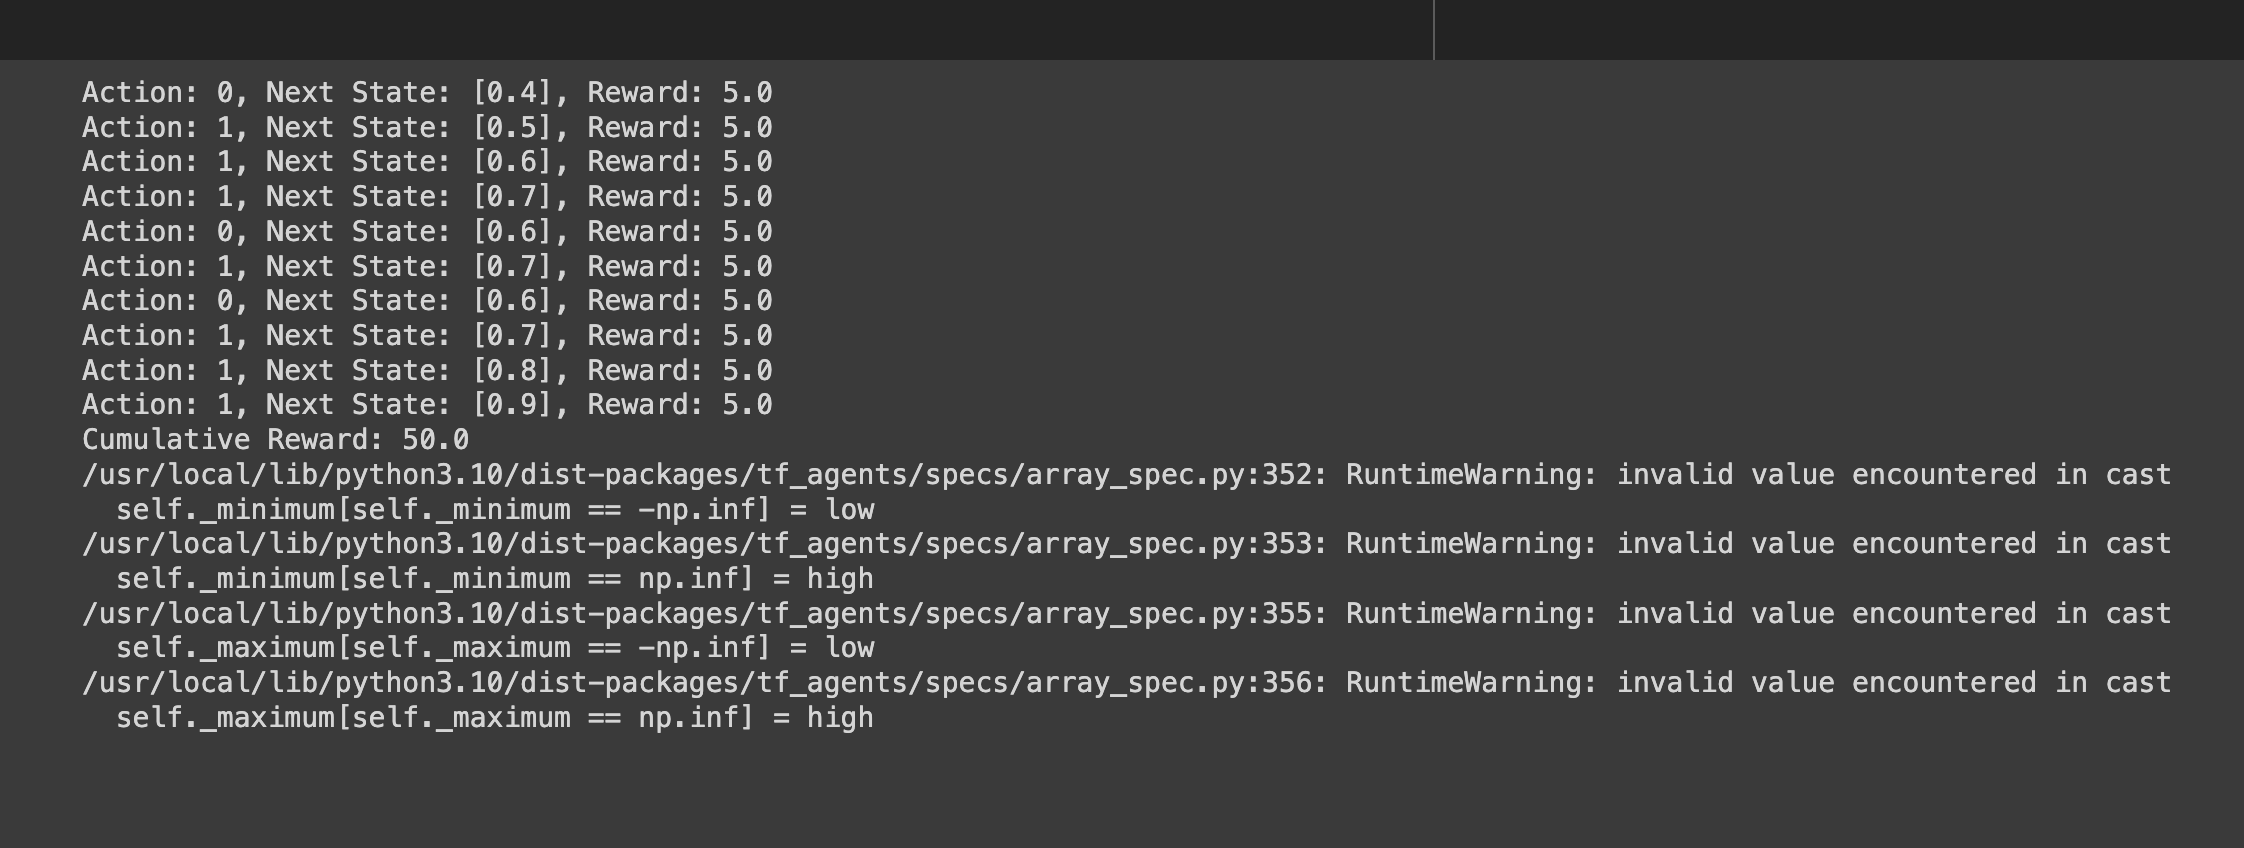 Action: 0, Next State: [0.4], Reward: 5.0
Action: 1, Next State: [0.5], Reward: 5.0
Action: 1, Next State: [0.6], Reward: 5.0
Action: 1, Next State: [0.7], Reward: 5.0
Action: 0, Next State: [0.6], Reward: 5.0
Action: 1, Next State: [0.7], Reward: 5.0
Action: 0, Next State: [0.6], Reward: 5.0
Action: 1, Next State: [0.7], Reward: 5.0
Action: 1, Next State: [0.8], Reward: 5.0
Action: 1, Next State: [0.9], Reward: 5.0
Cumulative Reward: 50.0
/usr/local/lib/python3.10/dist-packages/tf_agents/specs/array_spec.py:352: RuntimeWarning: invalid value encountered in cast
  self._minimum[self._minimum == -np.inf] = low
/usr/local/lib/python3.10/dist-packages/tf_agents/specs/array_spec.py:353: RuntimeWarning: invalid value encountered in cast
  self._minimum[self._minimum == np.inf] = high
/usr/local/lib/python3.10/dist-packages/tf_agents/specs/array_spec.py:355: RuntimeWarning: invalid value encountered in cast
  self._maximum[self._maximum == -np.inf] = low
/usr/local/lib/python3.10/dist-packages/tf_agents/specs/array_spec.py:356: RuntimeWarning: invalid value encountered in cast
  self._maximum[self._maximum == np.inf] = high